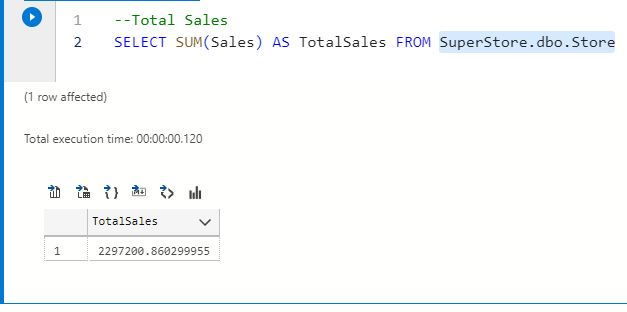 1 --Total Sales
2 SELECT SUM(Sales) AS TotalSales FROM SuperStore.dbo.Store
(1 row affected)
Total execution time: 00:00:00.120
TotalSales
1 2297200.860299955